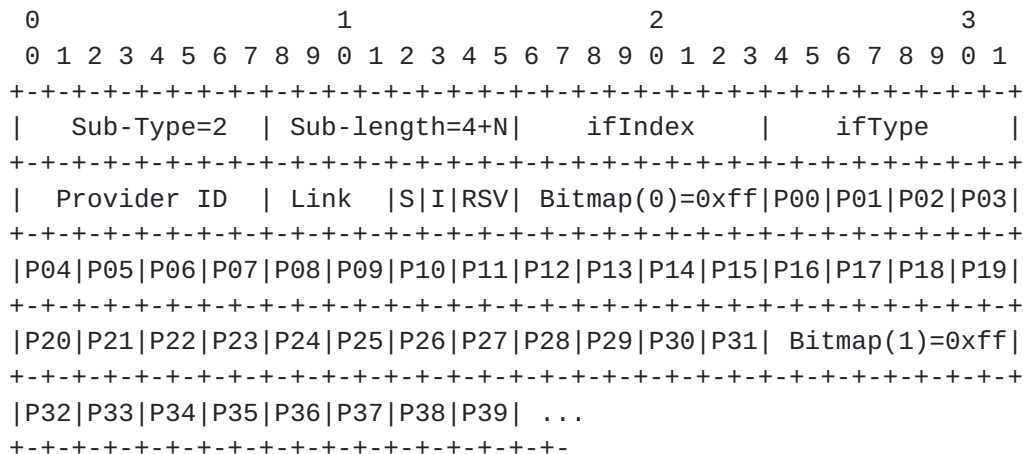 0                   1                   2                   3
 0 1 2 3 4 5 6 7 8 9 0 1 2 3 4 5 6 7 8 9 0 1 2 3 4 5 6 7 8 9 0 1
+-+-+-+-+-+-+-+-+-+-+-+-+-+-+-+-+-+-+-+-+-+-+-+-+-+-+-+-+-+-+-+-+
|   Sub-Type=2  | Sub-length=4+N|    ifIndex    |    ifType     |
+-+-+-+-+-+-+-+-+-+-+-+-+-+-+-+-+-+-+-+-+-+-+-+-+-+-+-+-+-+-+-+-+
|  Provider ID  | Link  |S|I|RSV| Bitmap(0)=0xff|P00|P01|P02|P03|
+-+-+-+-+-+-+-+-+-+-+-+-+-+-+-+-+-+-+-+-+-+-+-+-+-+-+-+-+-+-+-+-+
|P04|P05|P06|P07|P08|P09|P10|P11|P12|P13|P14|P15|P16|P17|P18|P19|
+-+-+-+-+-+-+-+-+-+-+-+-+-+-+-+-+-+-+-+-+-+-+-+-+-+-+-+-+-+-+-+-+
|P20|P21|P22|P23|P24|P25|P26|P27|P28|P29|P30|P31| Bitmap(1)=0xff|
+-+-+-+-+-+-+-+-+-+-+-+-+-+-+-+-+-+-+-+-+-+-+-+-+-+-+-+-+-+-+-+-+
|P32|P33|P34|P35|P36|P37|P38|P39| ...
+-+-+-+-+-+-+-+-+-+-+-+-+-+-+-+-+-+-